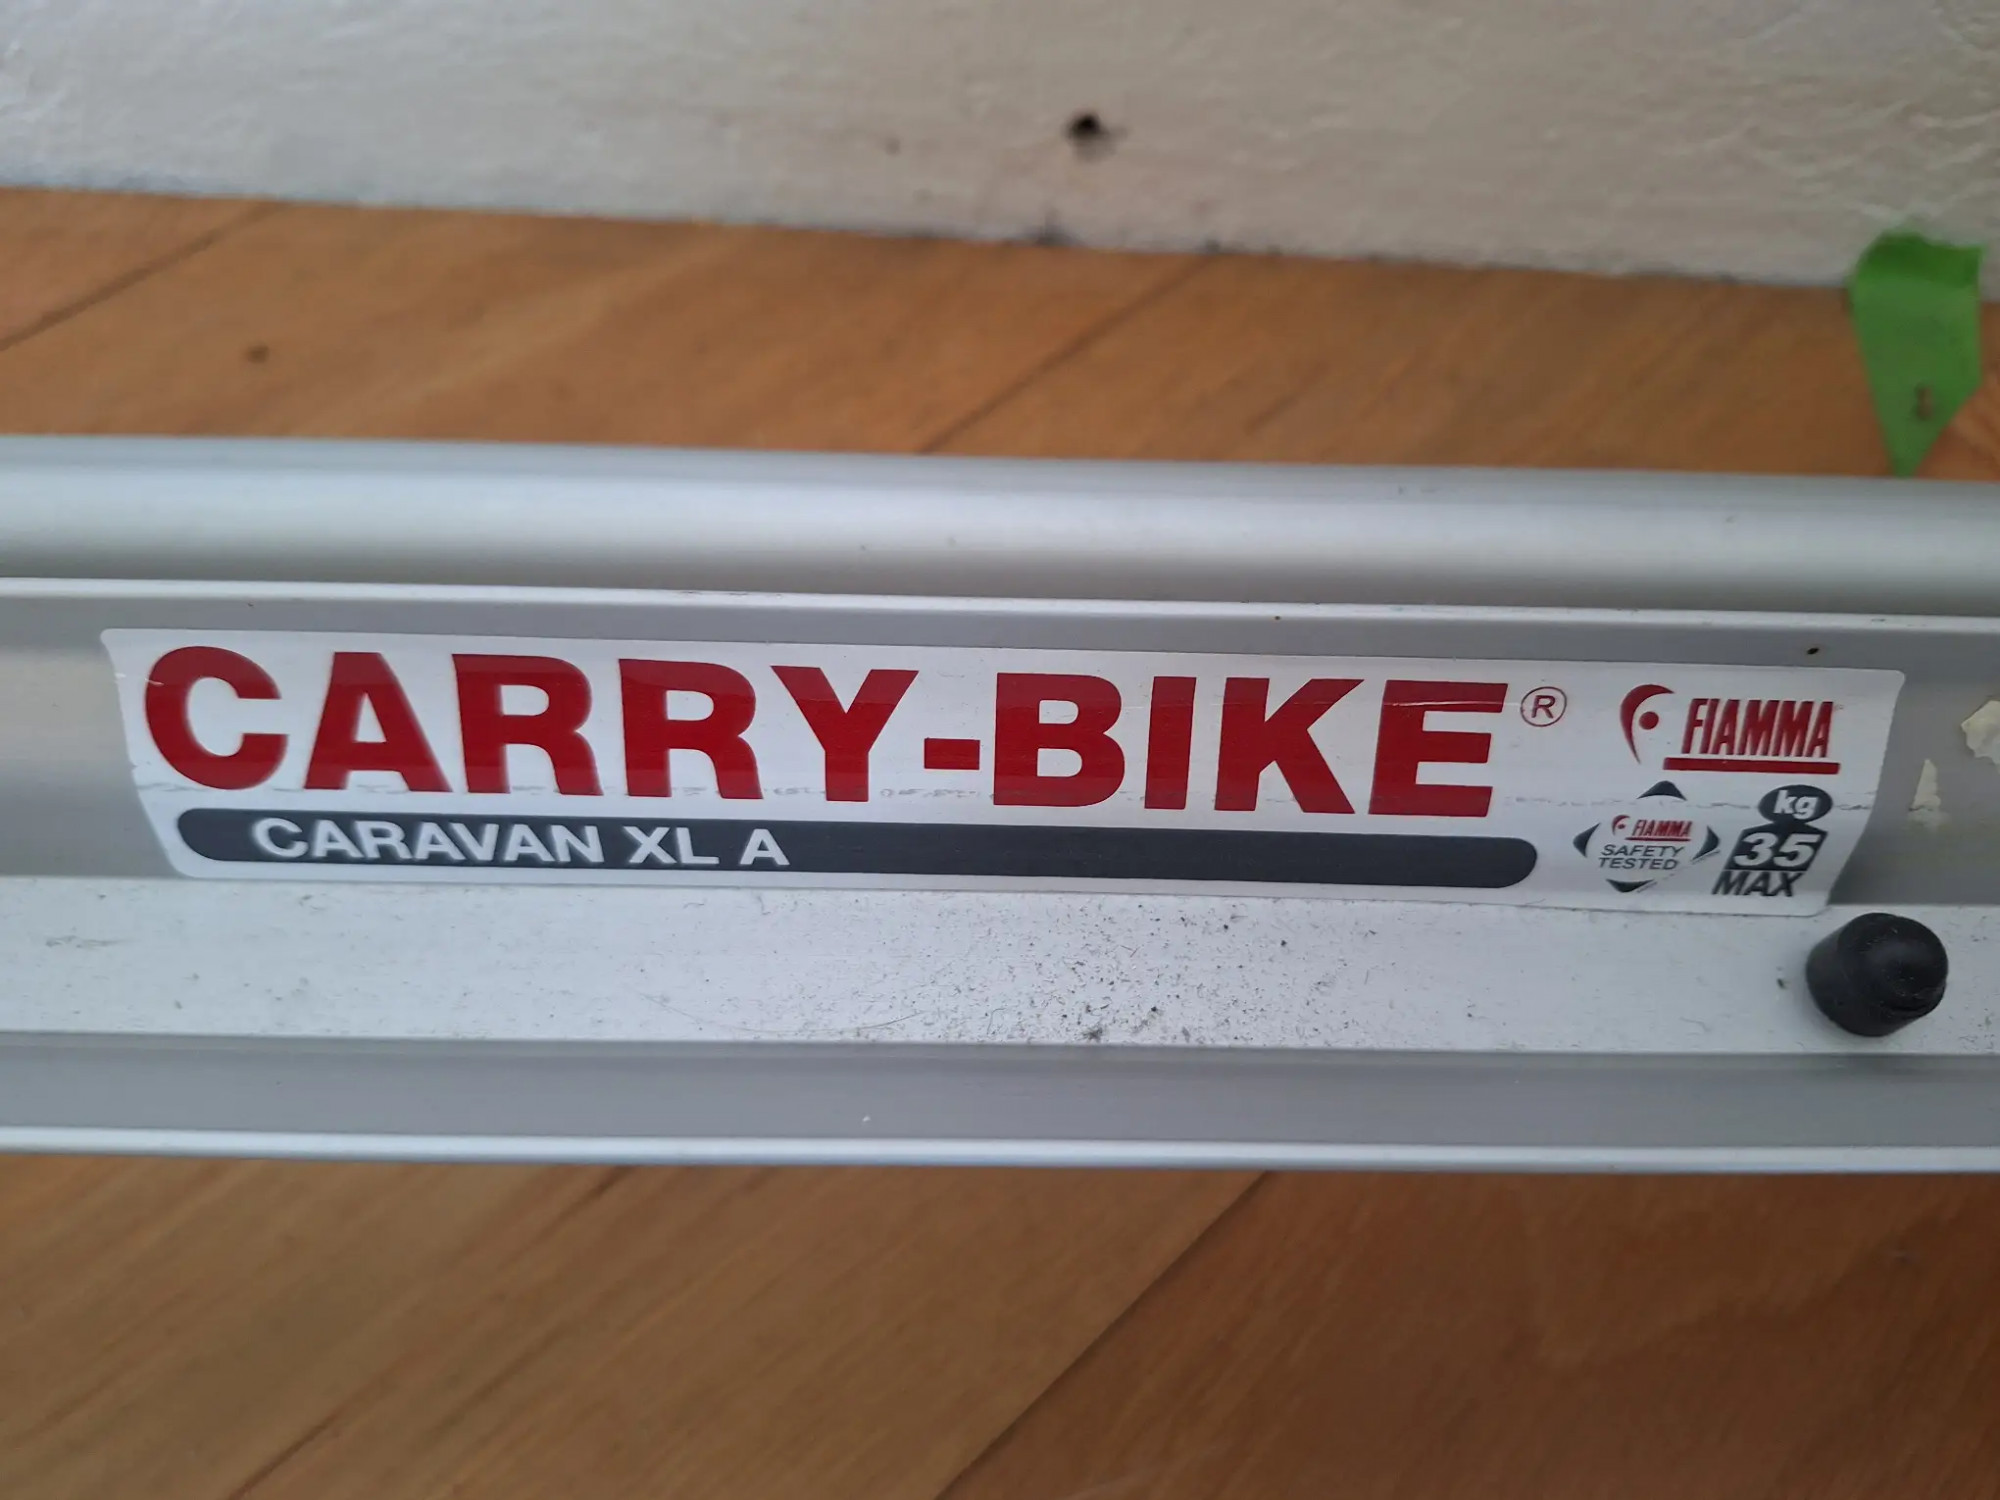 CARRY-BIKE®
FIAMMA
CARAVAN XL A
FIAMMA
SAFETY
TESTED
kg
35
MAX